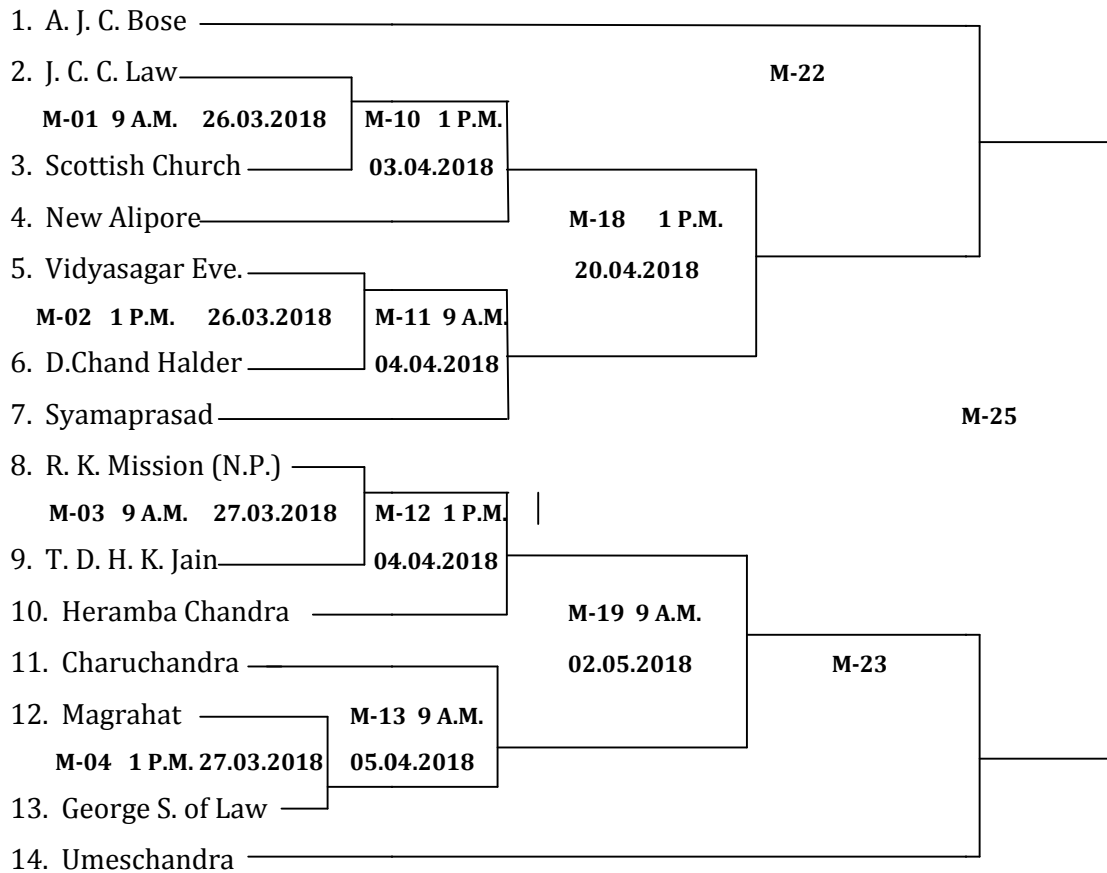 1. A. J. C. Bose
2. J. C. C. Law M-22
M-01 9 A.M. 26.03.2018 M-10 1 P.M.
3. Scottish Church 03.04.2018
4. New Alipore M-18 1 P.M.
5. Vidyasagar Eve. 20.04.2018
M-02 1 P.M. 26.03.2018 M-11 9 A.M.
6. D.Chand Halder 04.04.2018
7. Syamaprasad M-25
8. R. K. Mission (N.P.)
M-03 9 A.M. 27.03.2018 M-12 1 P.M.
9. T. D. H. K. Jain 04.04.2018
10. Heramba Chandra M-19 9 A.M.
11. Charuchandra 02.05.2018 M-23
12. Magrahat M-13 9 A.M.
M-04 1 P.M. 27.03.2018 05.04.2018
13. George S. of Law
14. Umeschandra